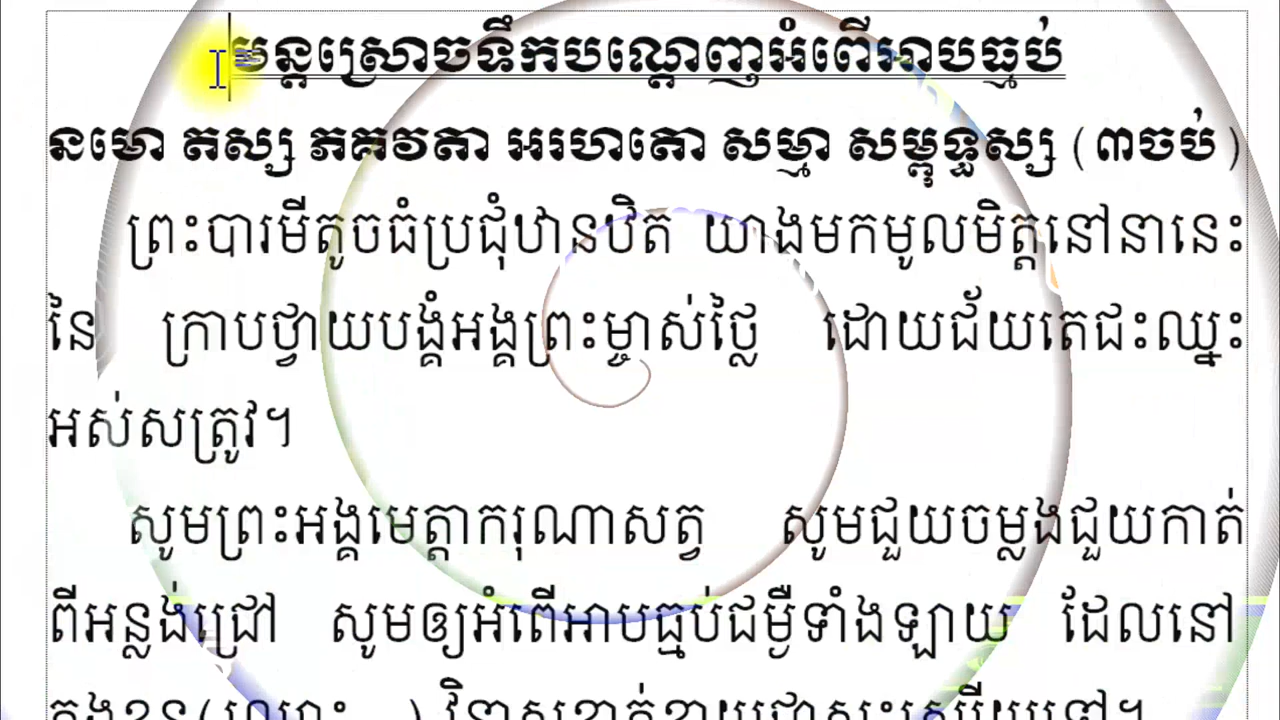 មន្តស្រោចទឹកបណ្តេញអំពើអាបធ្មប់
នមោ តស្ស ភគវតា អរហតោ សម្មា សម្ពុទ្ធស្ស (៣ចប់)
ព្រះបារមីតូចធំប្រជុំឋានឋិត យាងមកមូលមិត្តនៅនានេះ
នៃ ក្រាបថ្វាយបង្គំអង្គព្រះម្ចាស់ថ្លៃ ដោយជ័យតេជះឈ្នះ
អស់សត្រូវ។
សូមព្រះអង្គមេត្តាករុណាសត្វ សូមជួយចម្លងជួយកាត់
ពីអន្លង់ជ្រៅ សូមឲ្យអំពើអាបធ្មប់ជម្ងឺទាំងឡាយ ដែលនៅ